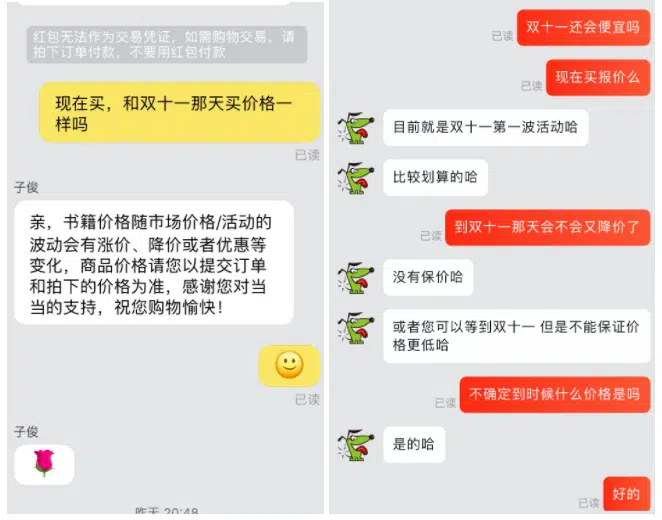 红包无法作为交易凭证，如需购物交易，请
拍下订单付款，不要用红包付款
现在买，和双十一那天买价格一
样吗
已读
子俊
亲，书籍价格随市场价格/活动的
波动会有涨价、降价或者优惠等
变化，商品价格请您以提交订单
和拍下的价格为准，感谢您对当
当的支持，祝您购物愉快！
已读
子俊
昨天 20:48
双十一还会便宜吗
已读
现在买报价么
已读
目前就是双十一第一波活动哈
比较划算的哈
到双十一那天会不会又降价了
已读
没有保价哈
或者您可以等到双十一 但是不能保证价
格更低哈
不确定到时候什么价格是吗
已读
是的哈
好的
已读